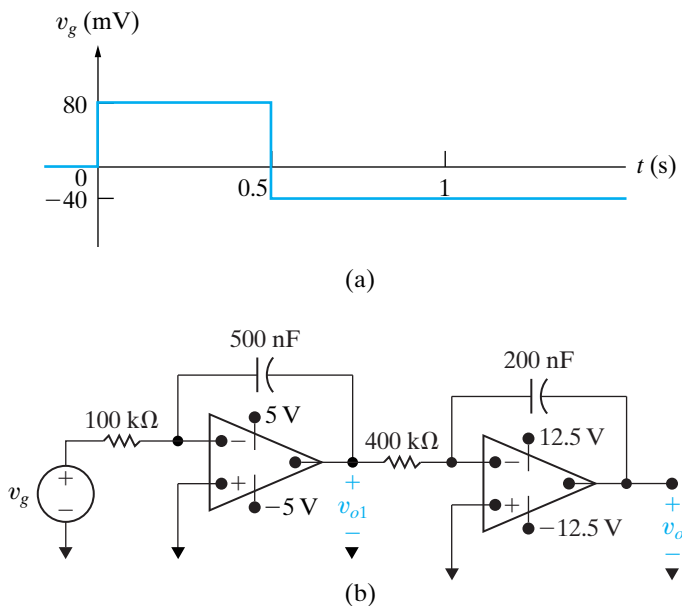 v_g (mV)
80
0
−40
0.5
1
t (s)
(a)
500 nF
200 nF
100 kΩ
5 V
400 kΩ
12.5 V
−
+
−5 V
−
+
−12.5 V
v_g
+
−
+
v_o1
−
+
v_o
−
(b)